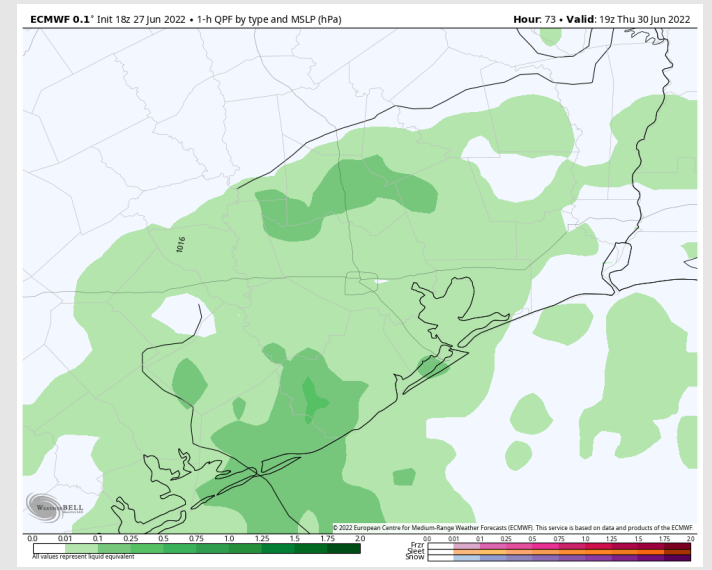 ECMWF 0.1° Init 18z 27 Jun 2022 • 1-h QPF by type and MSLP (hPa) Hour: 73 • Valid: 19z Thu 30 Jun 2022
1016
WeatherBELL
© 2022 European Centre for Medium-Range Weather Forecasts (ECMWF). This service is based on data and products of the ECMWF.
0.0 0.01 0.1 0.25 0.5 0.75 1.0 1.25 1.5 1.75 2.0
All values represent liquid equivalent
0.0 0.01 0.1 0.25 0.5 0.75 1.0 1.25 1.5 1.75 2.0
Frzr
Sleet
Snow